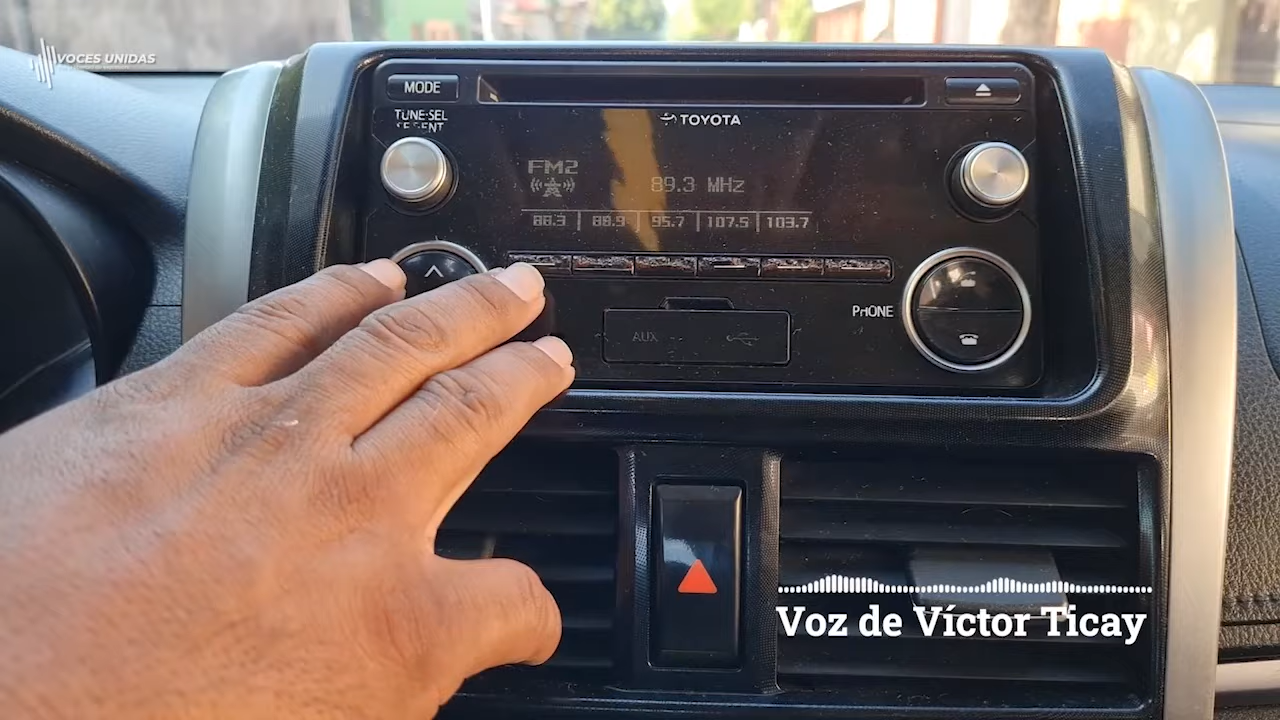 VOCES UNIDAS
MODE
TUNE·SEL
TOYOTA
FM2
89.3 MHz
88.3 | 88.9 | 95.7 | 107.5 | 103.7
PHONE
AUX
Voz de Víctor Ticay